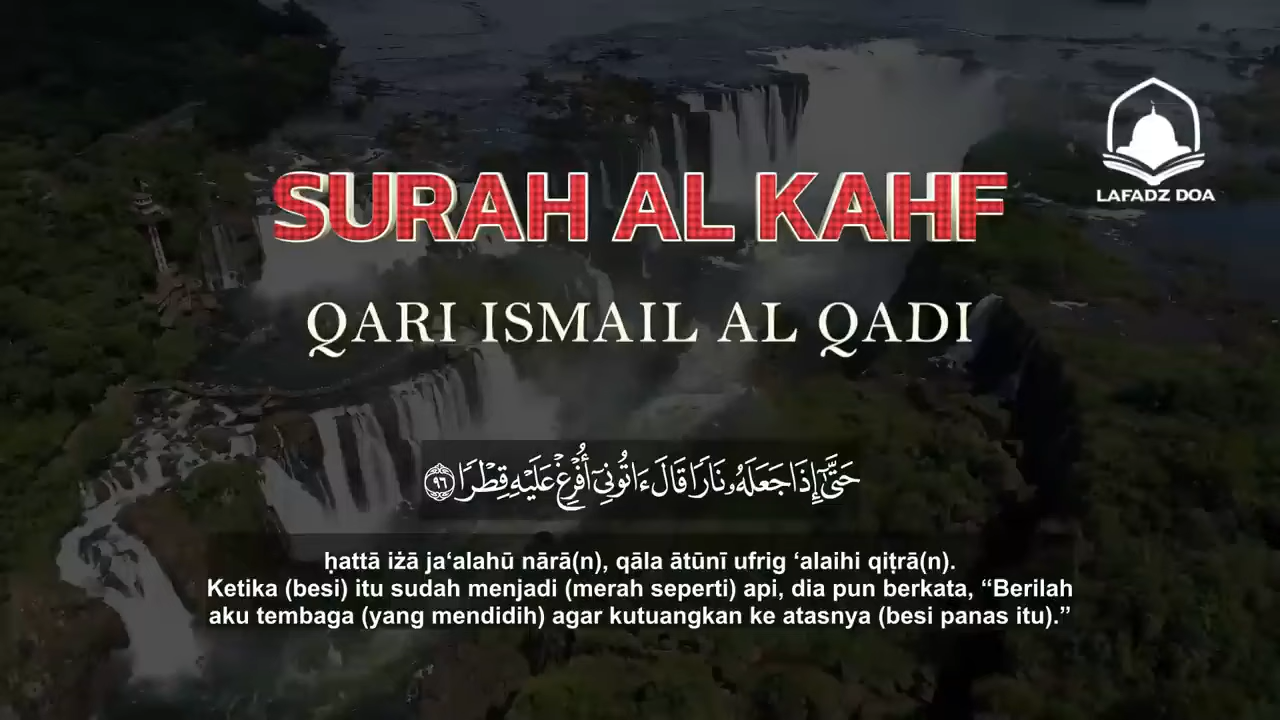 SURAH AL KAHF
LAFADZ DOA
QARI ISMAIL AL QADI
حَتَّىٰٓ إِذَا جَعَلَهُۥ نَارًا قَالَ ءَاتُونِىٓ أُفْرِغْ عَلَيْهِ قِطْرًا ٩٦
ḥattā iżā ja‘alahū nārā(n), qāla ātūnī ufrig ‘alaihi qiṭrā(n).
Ketika (besi) itu sudah menjadi (merah seperti) api, dia pun berkata, “Berilah
aku tembaga (yang mendidih) agar kutuangkan ke atasnya (besi panas itu).”